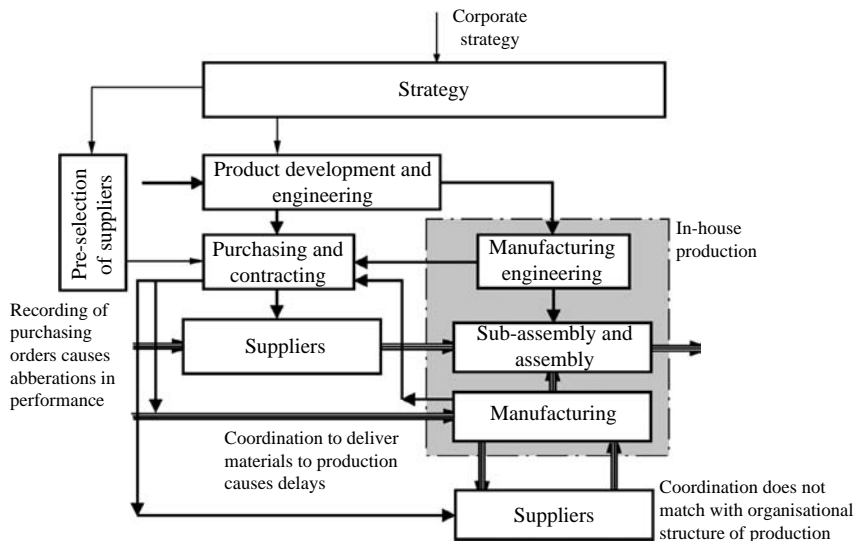 Corporate
strategy
Strategy
Pre-selection
of suppliers
Product development and
engineering
In-house
production
Purchasing and
contracting
Manufacturing
engineering
Recording of
purchasing
orders causes
abberations in
performance
Suppliers
Sub-assembly and
assembly
Manufacturing
Coordination to deliver
materials to production
causes delays
Suppliers
Coordination does not
match with organisational
structure of production